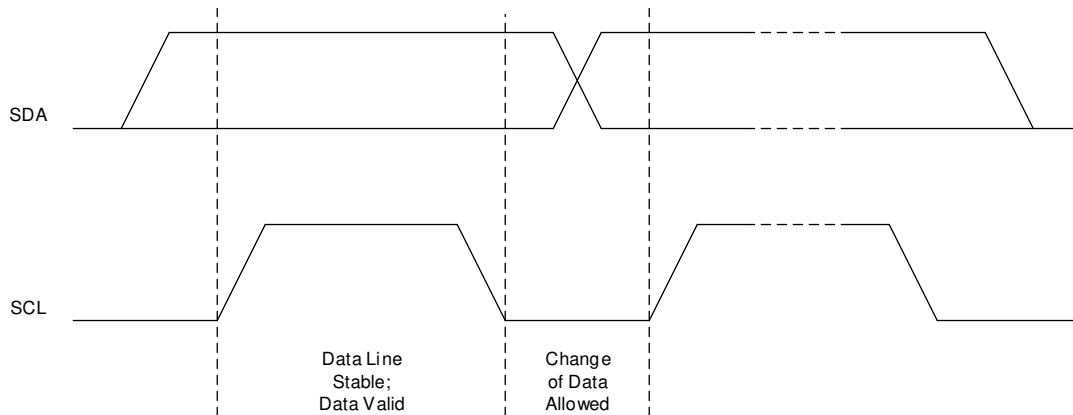 SDA
SCL
Data Line
Stable;
Data Valid
Change
of Data
Allowed